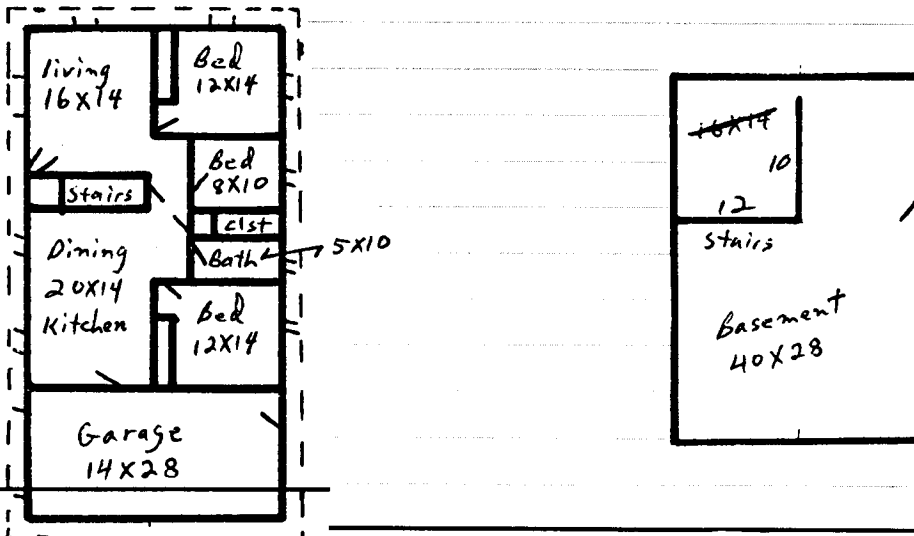 living
16X14
Bed
12X14
Bed
8X10
Stairs
clst
Bath
5X10
Dining
20X14
Kitchen
Bed
12X14
Garage
14X28
16X14
10
12
Stairs
Basement
40X28